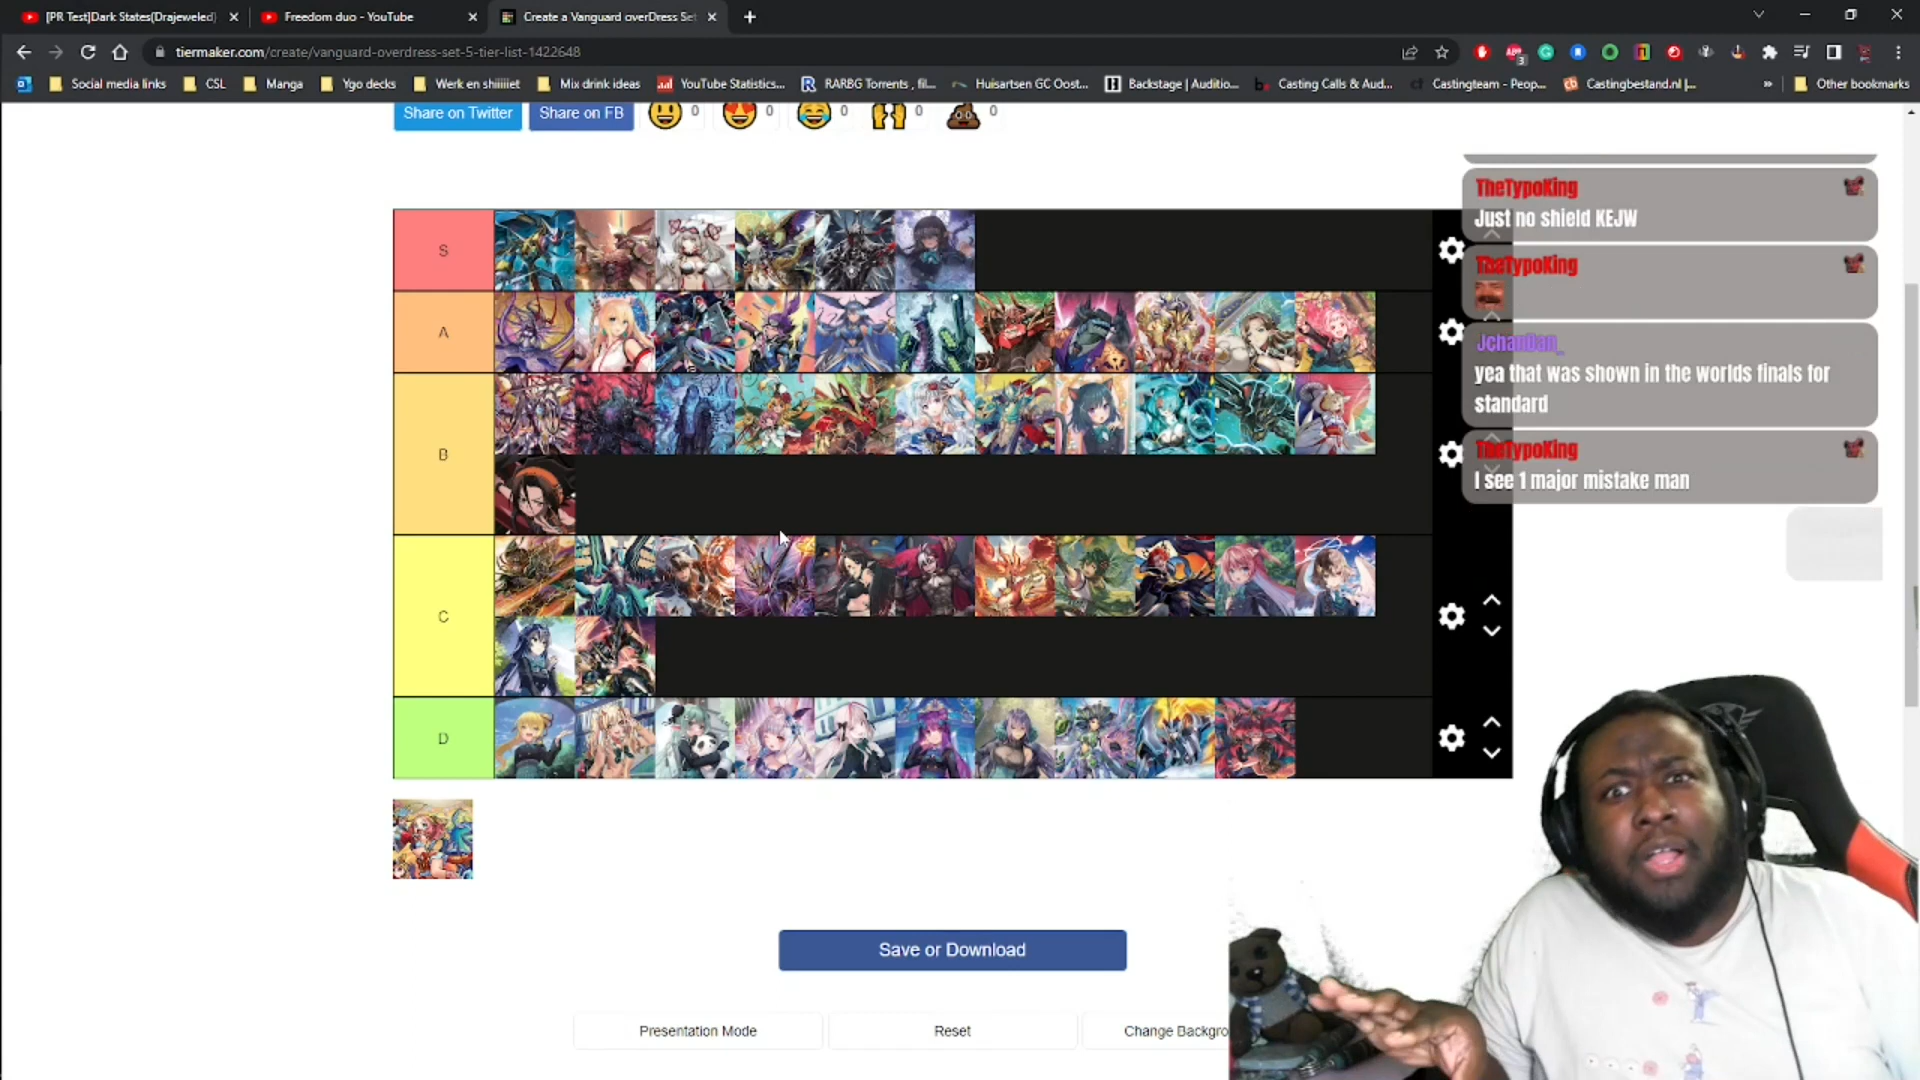 [PR Test]Dark States(Drajeweled)
Freedom duo - YouTube
Create a Vanguard overDress Set
tiermaker.com/create/vanguard-overdress-set-5-tier-list-1422648
Social media links
CSL
Manga
Ygo decks
Werk en shiiiiet
Mix drink ideas
YouTube Statistics...
RARBG Torrents , fil...
Huisartsen GC Oost...
Backstage | Auditio...
Casting Calls & Aud...
Castingteam - Peop...
Castingbestand.nl |...
»
Other bookmarks
Share on Twitter
Share on FB
0
0
0
0
0
S
A
B
C
D
TheTypoKing
Just no shield KEJW
TheTypoKing
JchanDan_
yea that was shown in the worlds finals for
standard
TheTypoKing
I see 1 major mistake man
Save or Download
Presentation Mode
Reset
Change Backgro